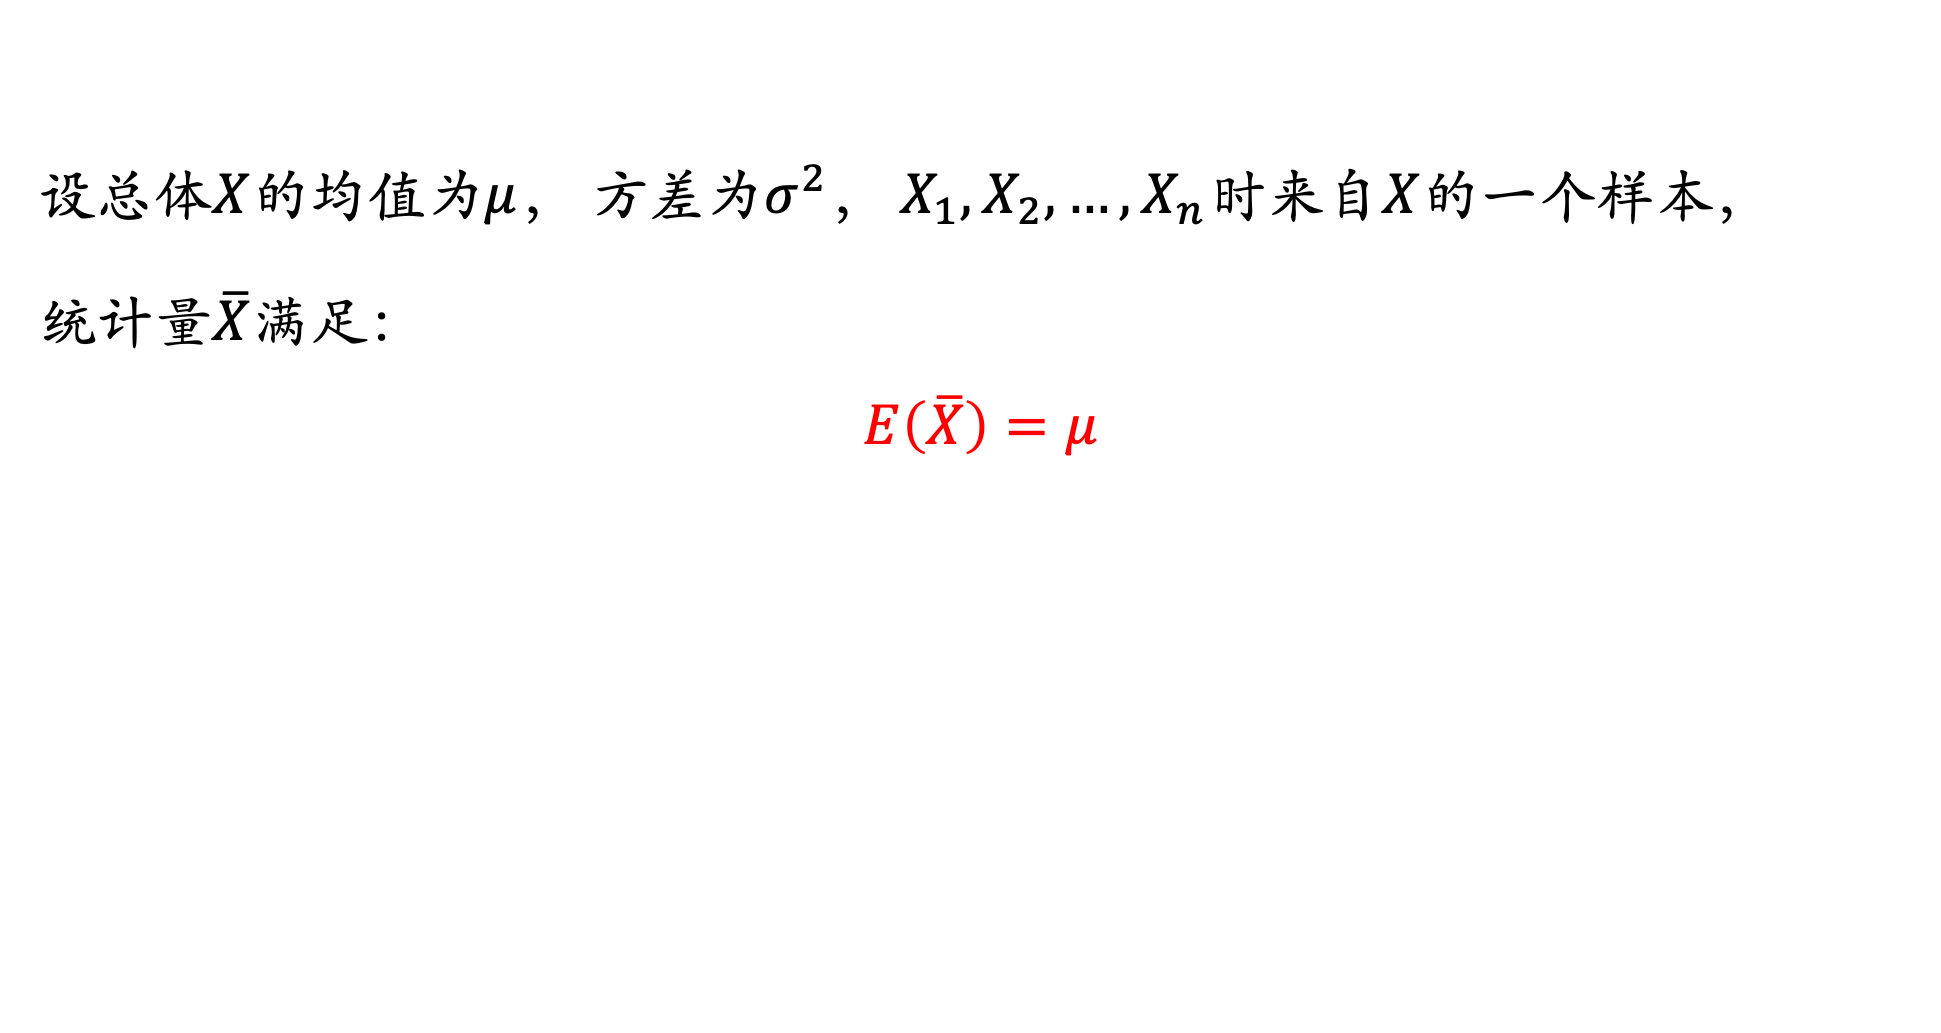 设总体X的均值为μ， 方差为σ²， X₁, X₂, … , Xₙ时来自X的一个样本，
统计量X̄满足：
E(X̄) = μ